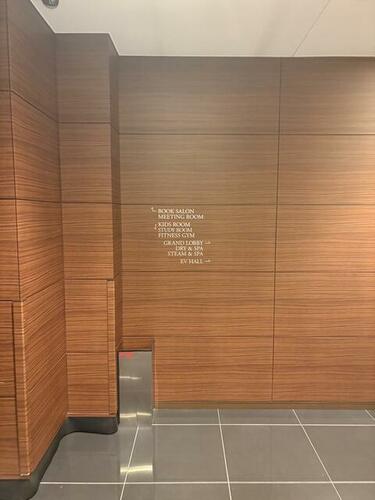 BOOK SALON
MEETING ROOM
KIDS ROOM
STUDY ROOM
FITNESS GYM
GRAND LOBBY →
DRY & SPA
STEAM & SPA
EV HALL →